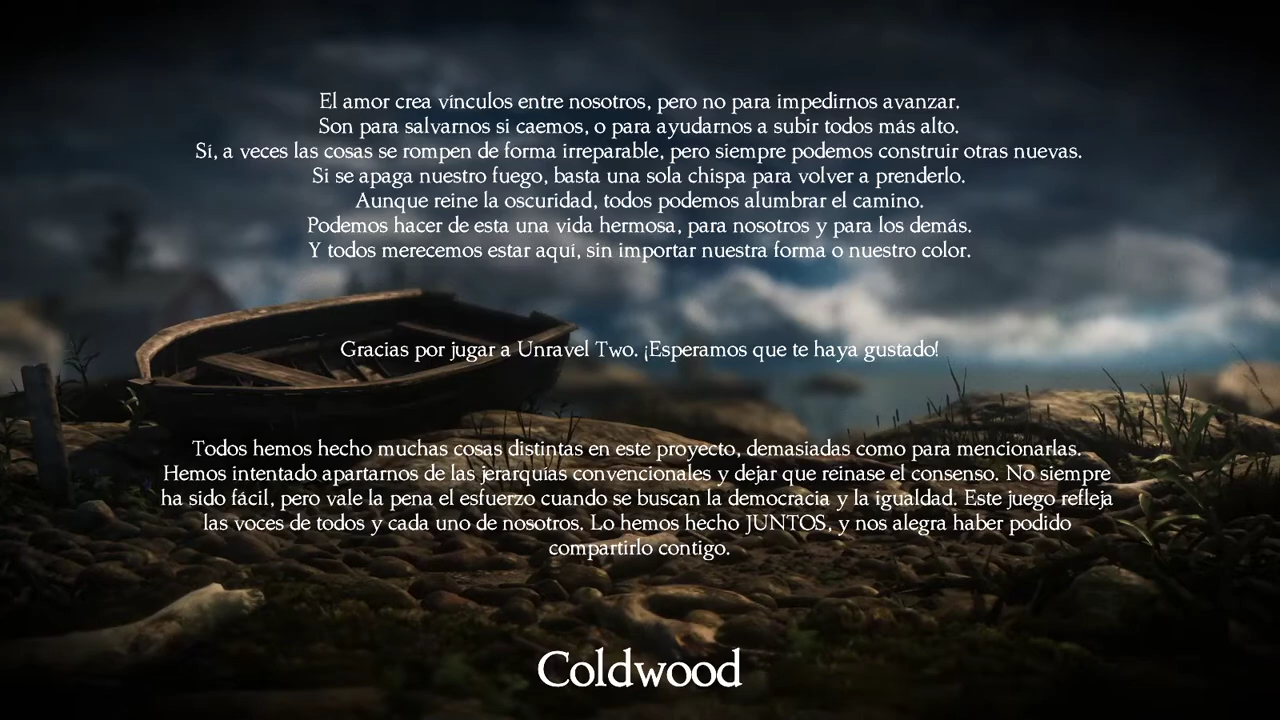 El amor crea vínculos entre nosotros, pero no para impedirnos avanzar.
Son para salvarnos si caemos, o para ayudarnos a subir todos más alto.
Sí, a veces las cosas se rompen de forma irreparable, pero siempre podemos construir otras nuevas.
Si se apaga nuestro fuego, basta una sola chispa para volver a prenderlo.
Aunque reine la oscuridad, todos podemos alumbrar el camino.
Podemos hacer de esta una vida hermosa, para nosotros y para los demás.
Y todos merecemos estar aquí, sin importar nuestra forma o nuestro color.
Gracias por jugar a Unravel Two. ¡Esperamos que te haya gustado!
Todos hemos hecho muchas cosas distintas en este proyecto, demasiadas como para mencionarlas.
Hemos intentado apartarnos de las jerarquías convencionales y dejar que reinase el consenso. No siempre
ha sido fácil, pero vale la pena el esfuerzo cuando se buscan la democracia y la igualdad. Este juego refleja
las voces de todos y cada uno de nosotros. Lo hemos hecho JUNTOS, y nos alegra haber podido
compartirlo contigo.
Coldwood